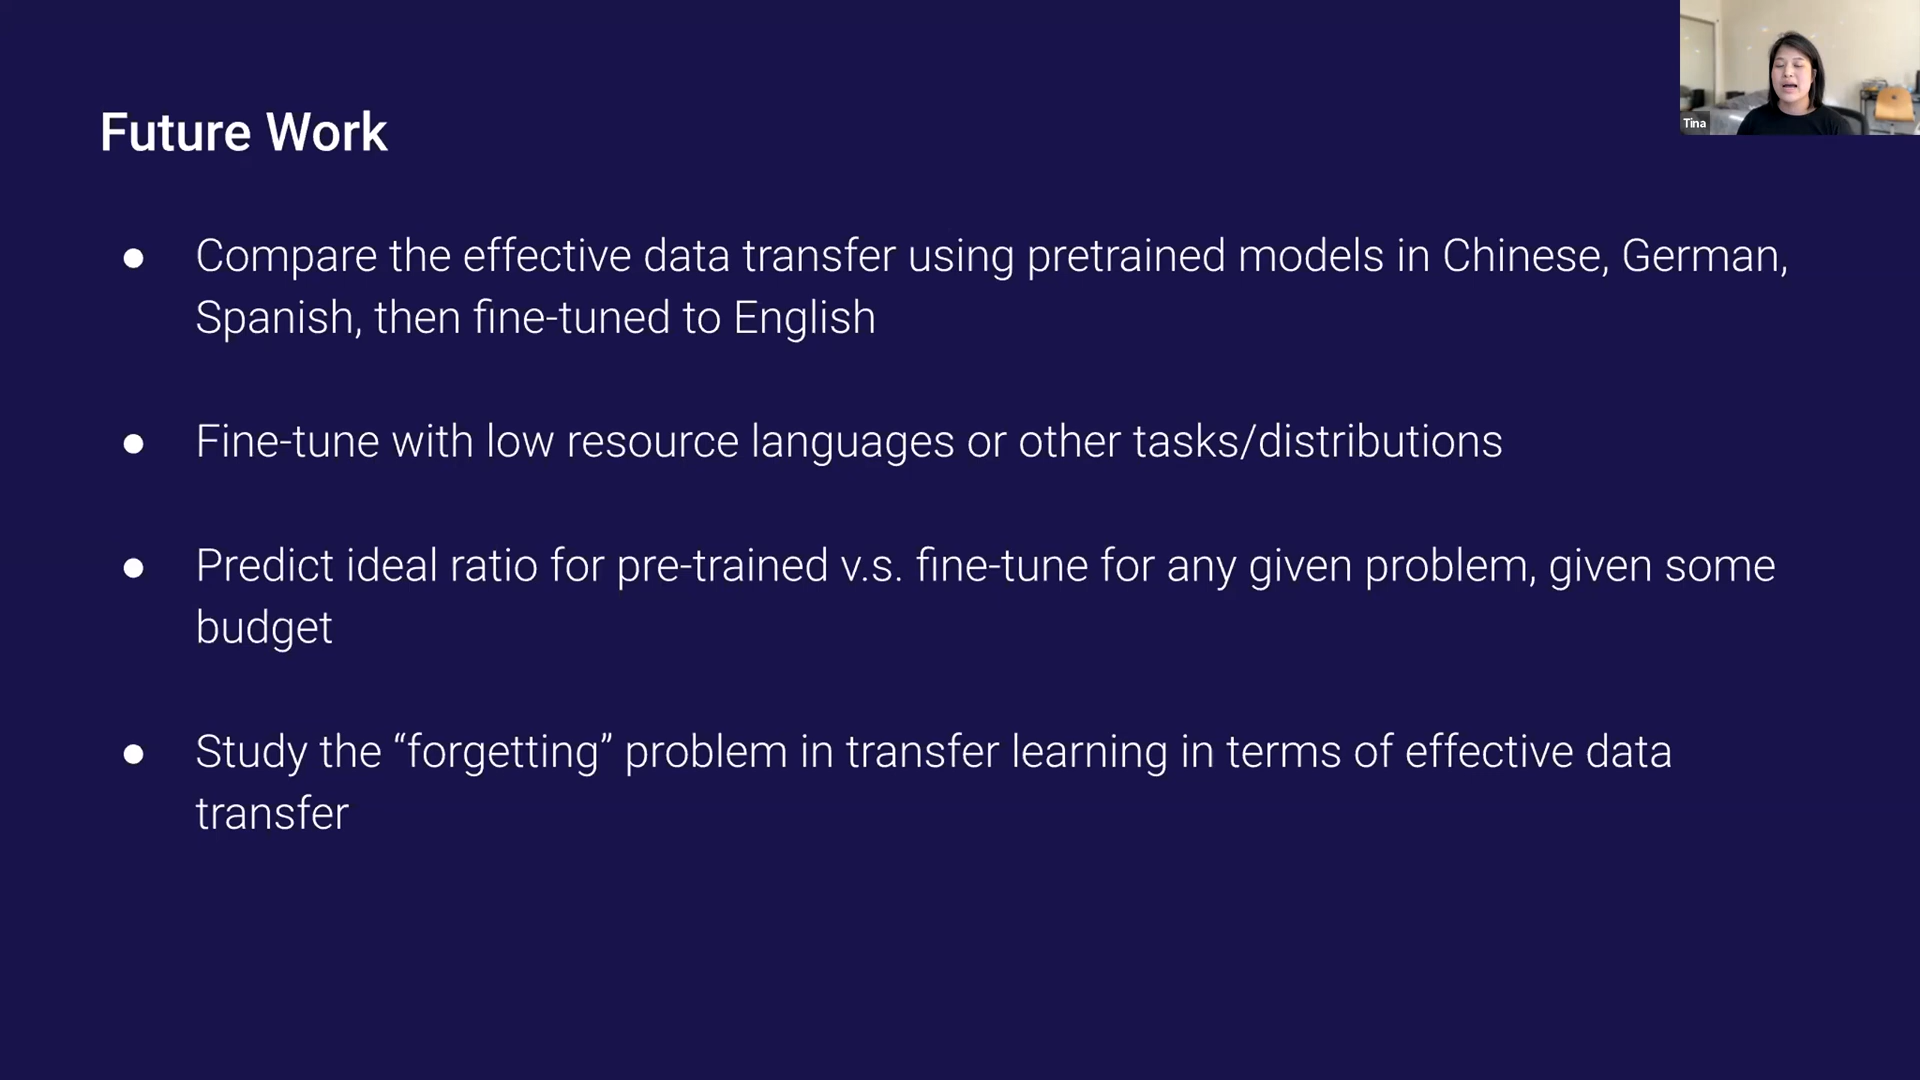 Future Work
Tina
● Compare the effective data transfer using pretrained models in Chinese, German,
Spanish, then fine-tuned to English
● Fine-tune with low resource languages or other tasks/distributions
● Predict ideal ratio for pre-trained v.s. fine-tune for any given problem, given some
budget
● Study the “forgetting” problem in transfer learning in terms of effective data
transfer